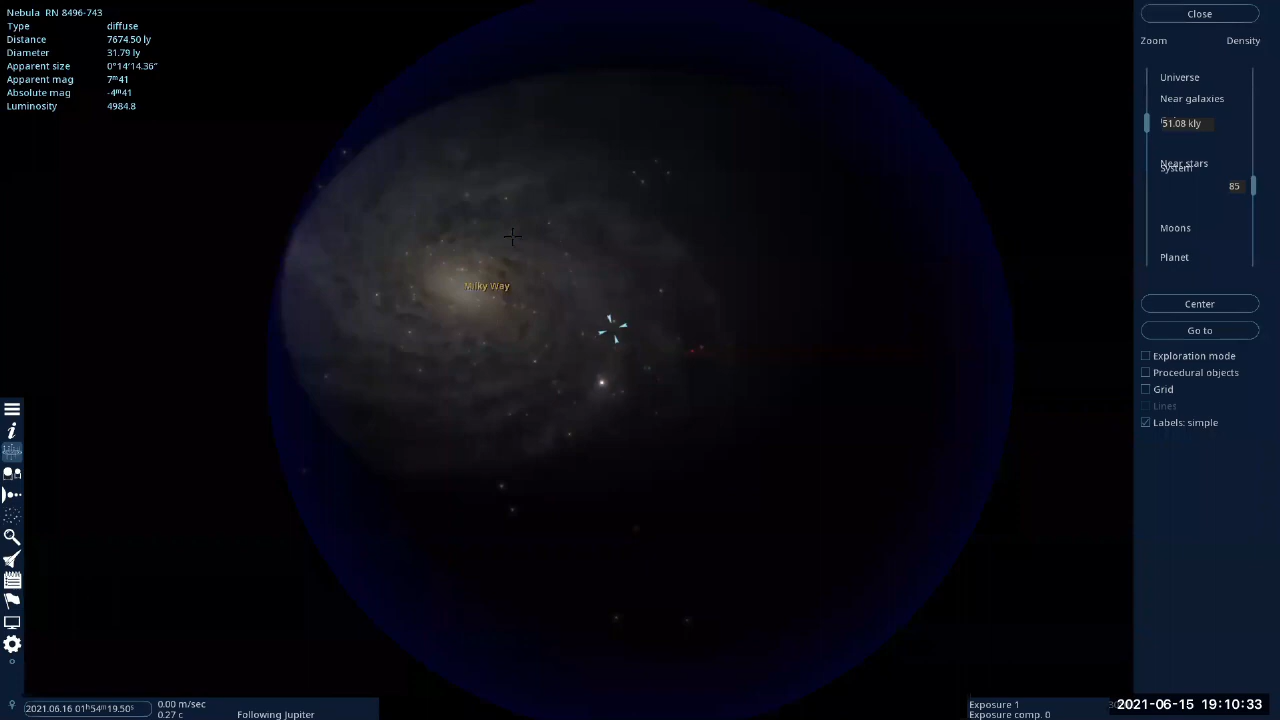 Nebula RN 8496-743
Type diffuse
Distance 7674.50 ly
Diameter 31.79 ly
Apparent size 0°14'14.36"
Apparent mag 7ᵐ41
Absolute mag -4ᵐ41
Luminosity 4984.8
Milky Way
Close
Zoom Density
Universe
Near galaxies
51.08 kly
Near stars
System
85
Moons
Planet
Center
Go to
Exploration mode
Procedural objects
Grid
Lines
Labels: simple
2021.06.16 01ʰ54ᵐ19.50ˢ
0.00 m/sec
0.27 c
Following Jupiter
Exposure 1
Exposure comp. 0
2021-06-15 19:10:33